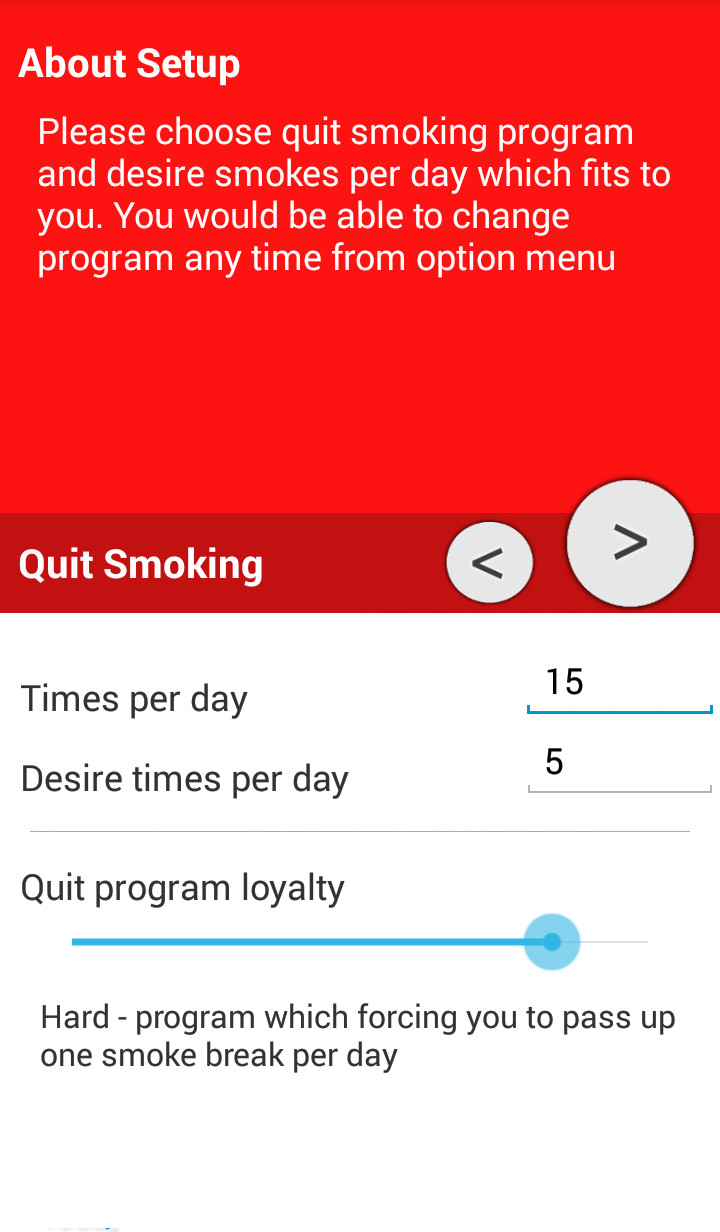 About Setup
Please choose quit smoking program
and desire smokes per day which fits to
you. You would be able to change
program any time from option menu
Quit Smoking
<
>
Times per day
15
Desire times per day
5
Quit program loyalty
Hard - program which forcing you to pass up
one smoke break per day